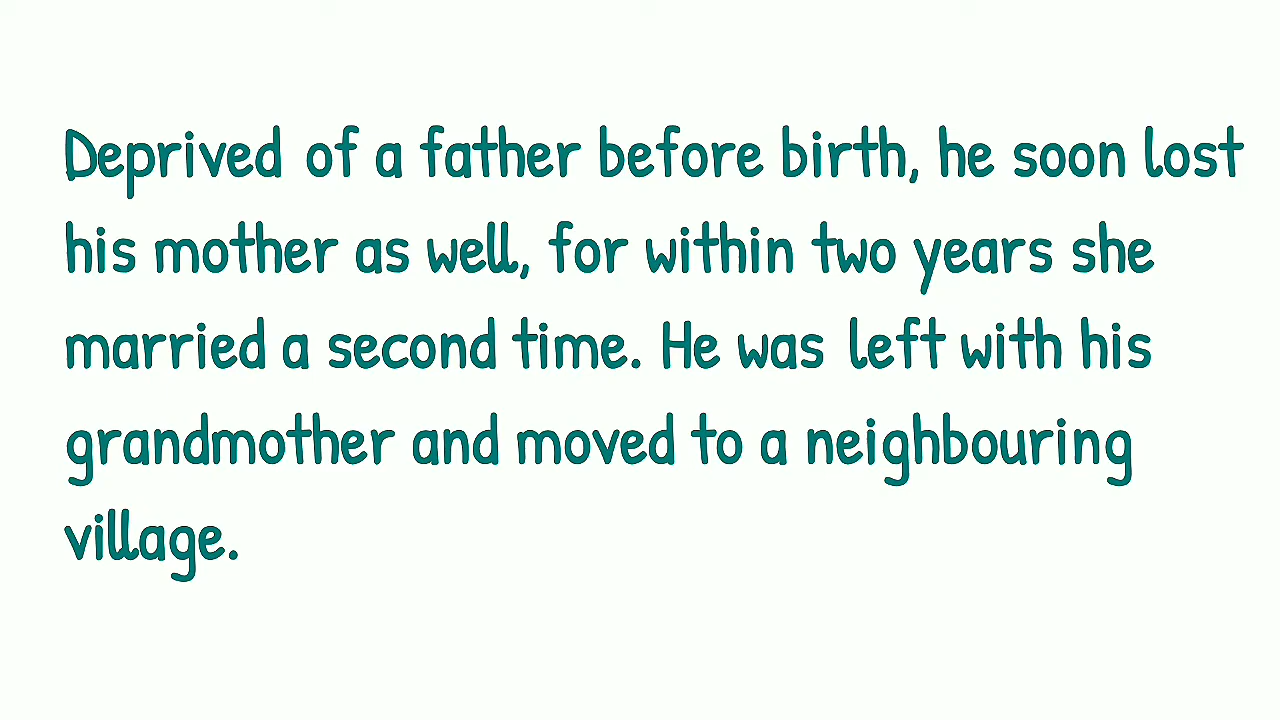 Deprived of a father before birth, he soon lost
his mother as well, for within two years she
married a second time. He was left with his
grandmother and moved to a neighbouring
village.